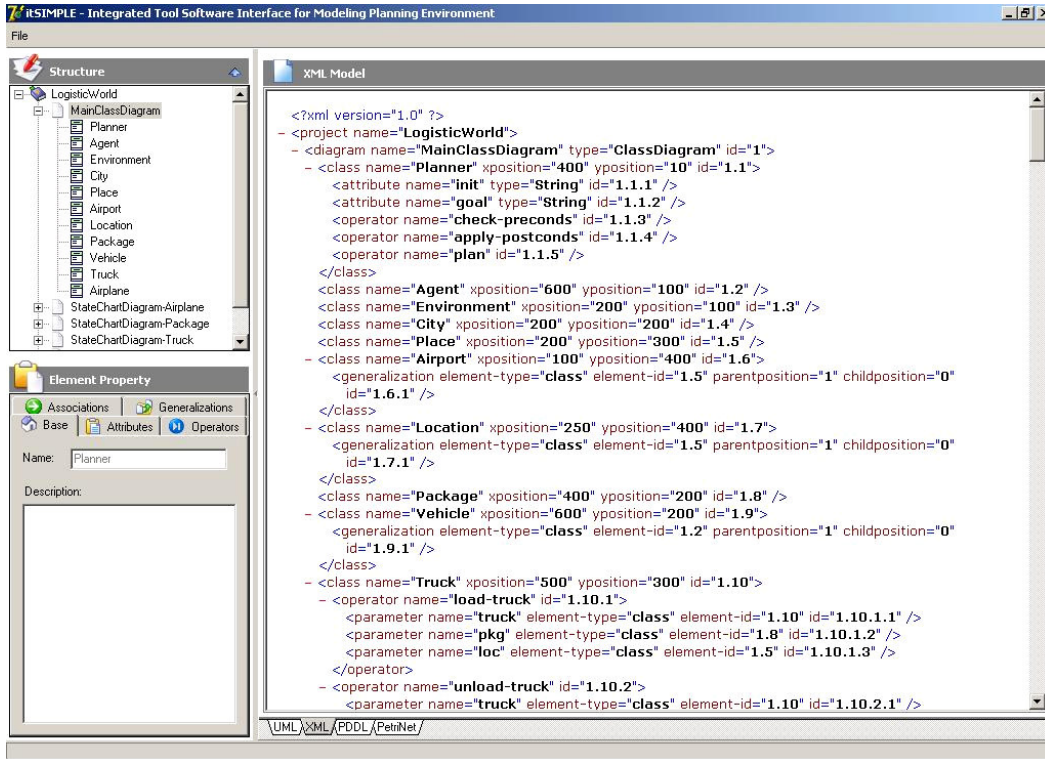 itSIMPLE - Integrated Tool Software Interface for Modeling Planning Environment
File
Structure
LogisticWorld
MainClassDiagram
Planner
Agent
Environment
City
Place
Airport
Location
Package
Vehicle
Truck
Airplane
StateChartDiagram-Airplane
StateChartDiagram-Package
StateChartDiagram-Truck
Element Property
Associations Generalizations
Base Attributes Operators
Name: Planner
Description:
XML Model
<?xml version="1.0" ?>
- <project name="LogisticWorld">
- <diagram name="MainClassDiagram" type="ClassDiagram" id="1">
- <class name="Planner" xposition="400" yposition="10" id="1.1">
<attribute name="init" type="String" id="1.1.1" />
<attribute name="goal" type="String" id="1.1.2" />
<operator name="check-preconds" id="1.1.3" />
<operator name="apply-postconds" id="1.1.4" />
<operator name="plan" id="1.1.5" />
</class>
<class name="Agent" xposition="600" yposition="100" id="1.2" />
<class name="Environment" xposition="200" yposition="100" id="1.3" />
<class name="City" xposition="200" yposition="200" id="1.4" />
<class name="Place" xposition="200" yposition="300" id="1.5" />
- <class name="Airport" xposition="100" yposition="400" id="1.6">
<generalization element-type="class" element-id="1.5" parentposition="1" childposition="0"
id="1.6.1" />
</class>
- <class name="Location" xposition="250" yposition="400" id="1.7">
<generalization element-type="class" element-id="1.5" parentposition="1" childposition="0"
id="1.7.1" />
</class>
<class name="Package" xposition="400" yposition="200" id="1.8" />
- <class name="Vehicle" xposition="600" yposition="200" id="1.9">
<generalization element-type="class" element-id="1.2" parentposition="1" childposition="0"
id="1.9.1" />
</class>
- <class name="Truck" xposition="500" yposition="300" id="1.10">
- <operator name="load-truck" id="1.10.1">
<parameter name="truck" element-type="class" element-id="1.10" id="1.10.1.1" />
<parameter name="pkg" element-type="class" element-id="1.8" id="1.10.1.2" />
<parameter name="loc" element-type="class" element-id="1.5" id="1.10.1.3" />
</operator>
- <operator name="unload-truck" id="1.10.2">
<parameter name="truck" element-type="class" element-id="1.10" id="1.10.2.1" />
UML XML PDDL PetriNet